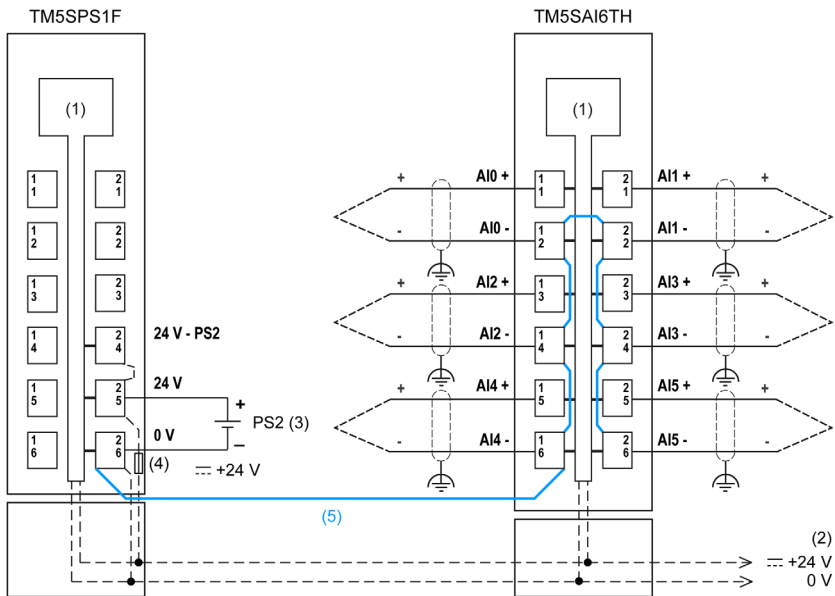 TM5SPS1F
TM5SAI6TH
(1)
(1)
1 1
2 1
AI0 +
+
1 1
2 1
AI1 +
+
1 2
2 2
AI0 -
-
1 2
2 2
AI1 -
-
1 3
2 3
AI2 +
+
1 3
2 3
AI3 +
+
1 4
2 4
24 V - PS2
AI2 -
-
1 4
2 4
AI3 -
-
1 5
2 5
24 V
+
PS2 (3)
AI4 +
+
1 5
2 5
AI5 +
+
1 6
2 6
0 V
-
(4)
+24 V
AI4 -
-
1 6
2 6
AI5 -
-
(5)
(2)
+24 V
0 V